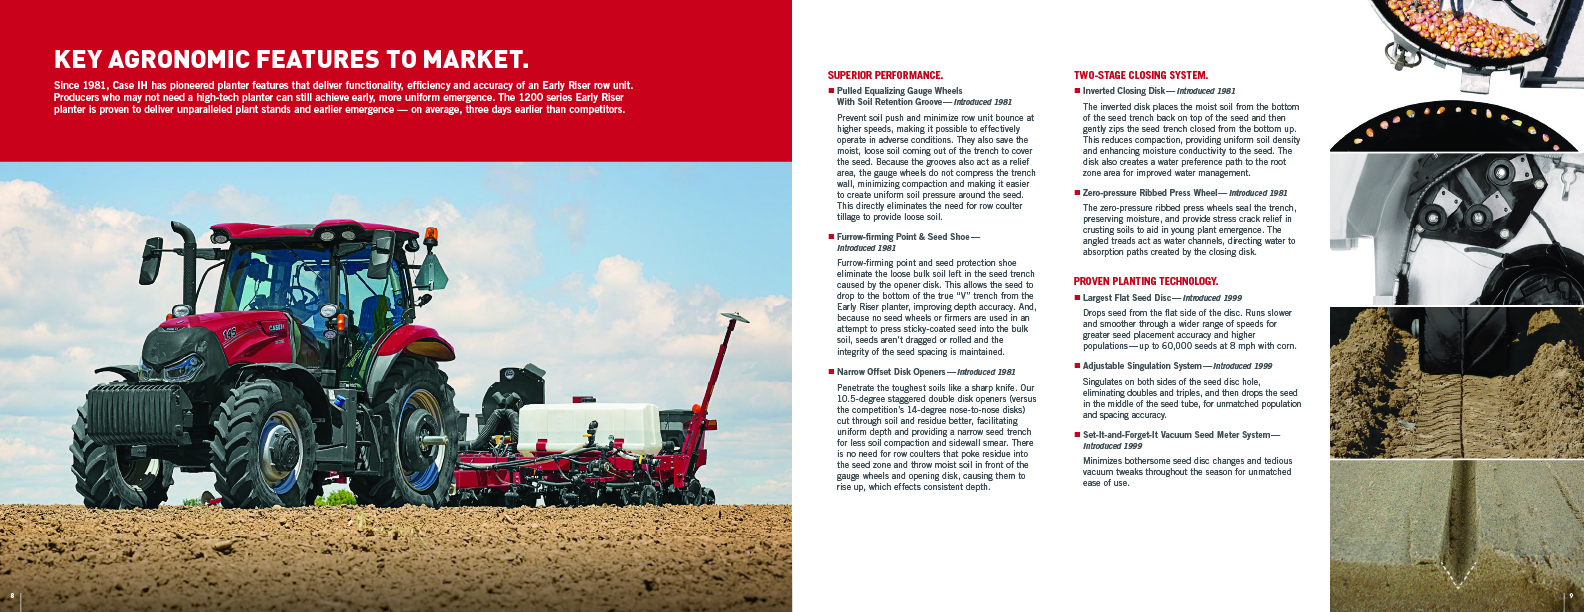 KEY AGRONOMIC FEATURES TO MARKET.
Since 1981, Case IH has pioneered planter features that deliver functionality, efficiency and accuracy of an Early Riser row unit.
Producers who may not need a high-tech planter can still achieve early, more uniform emergence. The 1200 series Early Riser
planter is proven to deliver unparalleled plant stands and earlier emergence — on average, three days earlier than competitors.
CASE IH
8
SUPERIOR PERFORMANCE.
■ Pulled Equalizing Gauge Wheels
With Soil Retention Groove — Introduced 1981
Prevent soil push and minimize row unit bounce at
higher speeds, making it possible to effectively
operate in adverse conditions. They also save the
moist, loose soil coming out of the trench to cover
the seed. Because the grooves also act as a relief
area, the gauge wheels do not compress the trench
wall, minimizing compaction and making it easier
to create uniform soil pressure around the seed.
This directly eliminates the need for row coulter
tillage to provide loose soil.
■ Furrow-firming Point & Seed Shoe —
Introduced 1981
Furrow-firming point and seed protection shoe
eliminate the loose bulk soil left in the seed trench
caused by the opener disk. This allows the seed to
drop to the bottom of the true “V” trench from the
Early Riser planter, improving depth accuracy. And,
because no seed wheels or firmers are used in an
attempt to press sticky-coated seed into the bulk
soil, seeds aren’t dragged or rolled and the
integrity of the seed spacing is maintained.
■ Narrow Offset Disk Openers — Introduced 1981
Penetrate the toughest soils like a sharp knife. Our
10.5-degree staggered double disk openers (versus
the competition’s 14-degree nose-to-nose disks)
cut through soil and residue better, facilitating
uniform depth and providing a narrow seed trench
for less soil compaction and sidewall smear. There
is no need for row coulters that poke residue into
the seed zone and throw moist soil in front of the
gauge wheels and opening disk, causing them to
rise up, which effects consistent depth.
TWO-STAGE CLOSING SYSTEM.
■ Inverted Closing Disk — Introduced 1981
The inverted disk places the moist soil from the bottom
of the seed trench back on top of the seed and then
gently zips the seed trench closed from the bottom up.
This reduces compaction, providing uniform soil density
and enhancing moisture conductivity to the seed. The
disk also creates a water preference path to the root
zone area for improved water management.
■ Zero-pressure Ribbed Press Wheel — Introduced 1981
The zero-pressure ribbed press wheels seal the trench,
preserving moisture, and provide stress crack relief in
crusting soils to aid in young plant emergence. The
angled treads act as water channels, directing water to
absorption paths created by the closing disk.
PROVEN PLANTING TECHNOLOGY.
■ Largest Flat Seed Disc — Introduced 1999
Drops seed from the flat side of the disc. Runs slower
and smoother through a wider range of speeds for
greater seed placement accuracy and higher
populations — up to 60,000 seeds at 8 mph with corn.
■ Adjustable Singulation System — Introduced 1999
Singulates on both sides of the seed disc hole,
eliminating doubles and triples, and then drops the seed
in the middle of the seed tube, for unmatched population
and spacing accuracy.
■ Set-It-and-Forget-It Vacuum Seed Meter System —
Introduced 1999
Minimizes bothersome seed disc changes and tedious
vacuum tweaks throughout the season for unmatched
ease of use.
9